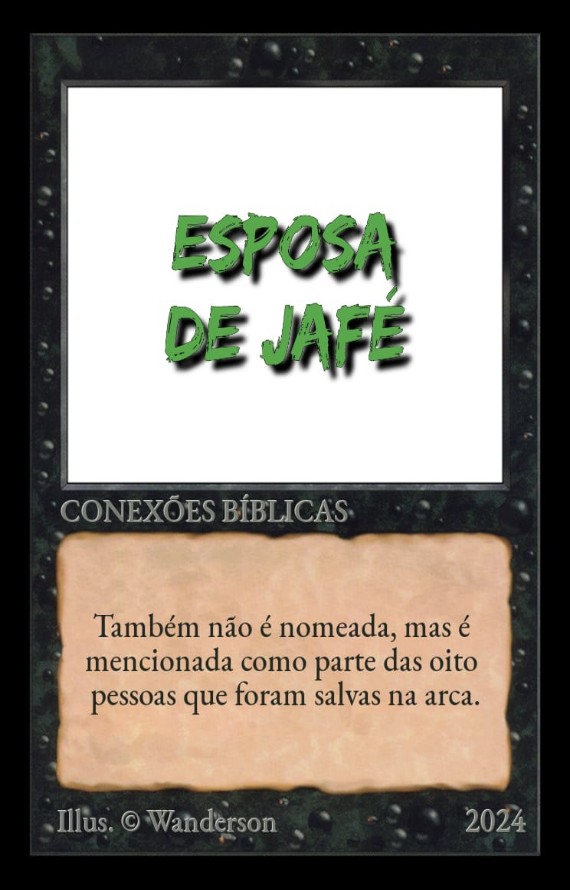 ESPOSA
DE JAFÉ
CONEXÕES BÍBLICAS
Também não é nomeada, mas é
mencionada como parte das oito
pessoas que foram salvas na arca.
Illus. © Wanderson
2024